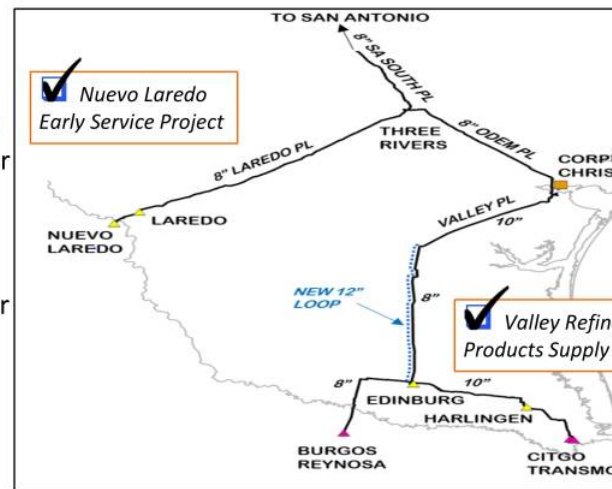 TO SAN ANTONIO
8" SA SOUTH PL
Nuevo Laredo
Early Service Project
THREE
RIVERS
8" ODEM PL
8" LAREDO PL
LAREDO
NUEVO
LAREDO
VALLEY PL
10"
NEW 12"
LOOP
8"
Products Supply
8"
EDINBURG
10"
HARLINGEN
BURGOS
REYNOSA
CITGO
Valley